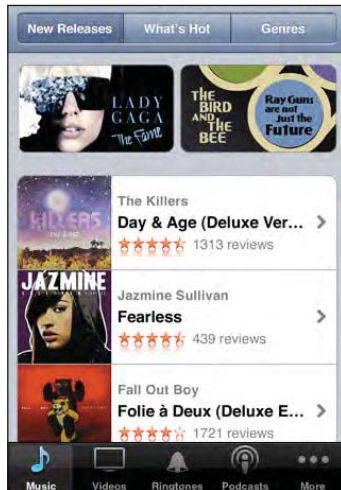 New Releases What's Hot Genres
LADY
GAGA
The Fame
THE
BIRD
AND THE
BEE
Ray Guns
are not
Just the
Future
KILLERS
The Killers
Day & Age (Deluxe Ver...
1313 reviews
JAZMINE
Jazmine Sullivan
Fearless
439 reviews
Fall Out Boy
Folie à Deux (Deluxe E...
1721 reviews
Music Videos Ringtones Podcasts More